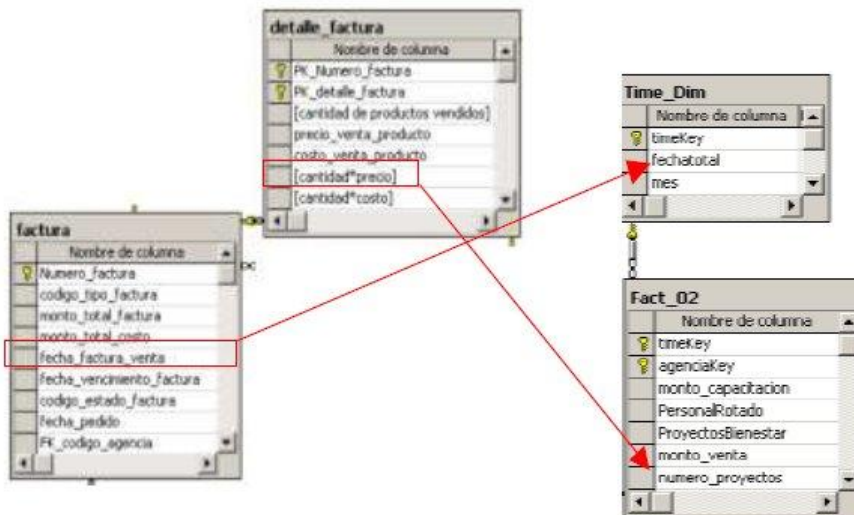 detalle_factura
Nombre de columna
PK_Numero_factura
PK_detalle_factura
[cantidad de productos vendidos]
precio_venta_producto
costo_venta_producto
[cantidad*precio]
[cantidad*costo]
Time_Dim
Nombre de columna
timeKey
fechatotal
mes
factura
Nombre de columna
Numero_factura
codigo_tipo_factura
monto_total_factura
monto_total_costo
fecha_factura_venta
fecha_vencimiento_factura
codigo_estado_factura
fecha_pedido
FK_codigo_agencia
Fact_02
Nombre de columna
timeKey
agenciaKey
monto_capacitacion
PersonalRotado
ProyectosBienestar
monto_venta
numero_proyectos